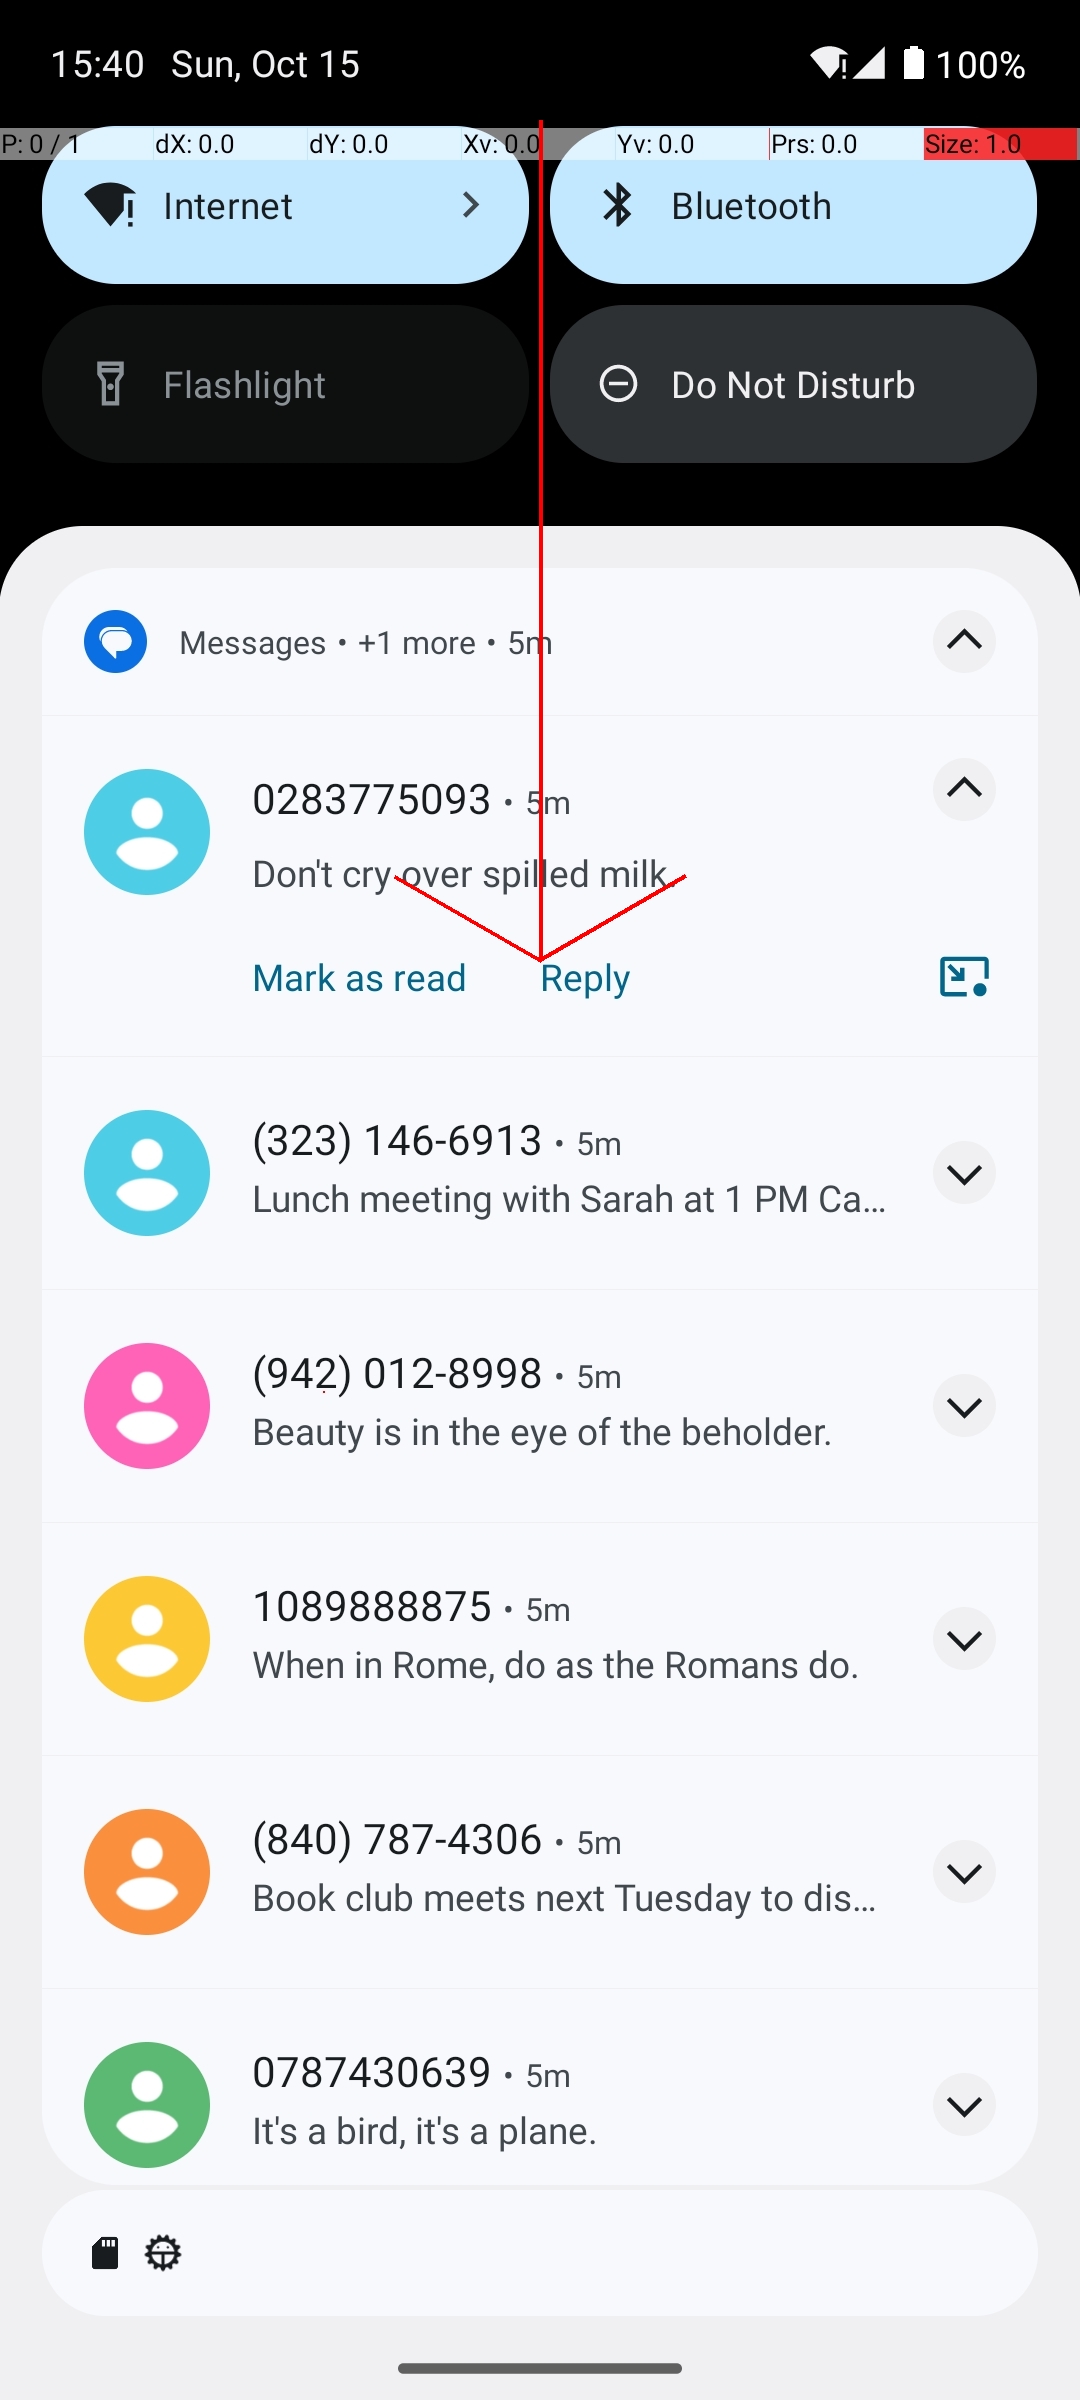 15:40 Sun, Oct 15 100%
P: 0 / 1 dX: 0.0 dY: 0.0 Xv: 0.0 Yv: 0.0 Prs: 0.0 Size: 1.0
Internet Bluetooth
Flashlight Do Not Disturb
Messages • +1 more • 5m
0283775093 • 5m
Don't cry over spilled milk.
Mark as read Reply
(323) 146-6913 • 5m
Lunch meeting with Sarah at 1 PM Ca...
(942) 012-8998 • 5m
Beauty is in the eye of the beholder.
1089888875 • 5m
When in Rome, do as the Romans do.
(840) 787-4306 • 5m
Book club meets next Tuesday to dis...
0787430639 • 5m
It's a bird, it's a plane.